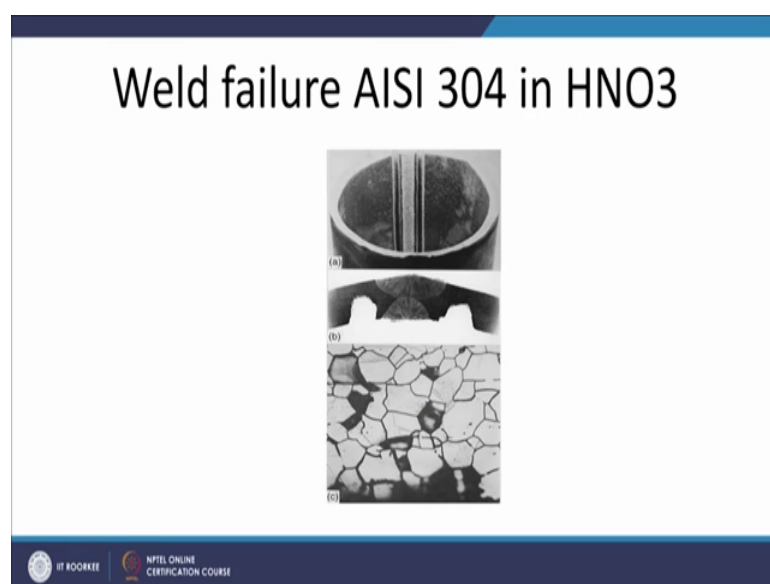 Weld failure AISI 304 in HNO3
(a)
(b)
(c)
IIT ROORKEE
NPTEL ONLINE
CERTIFICATION COURSE